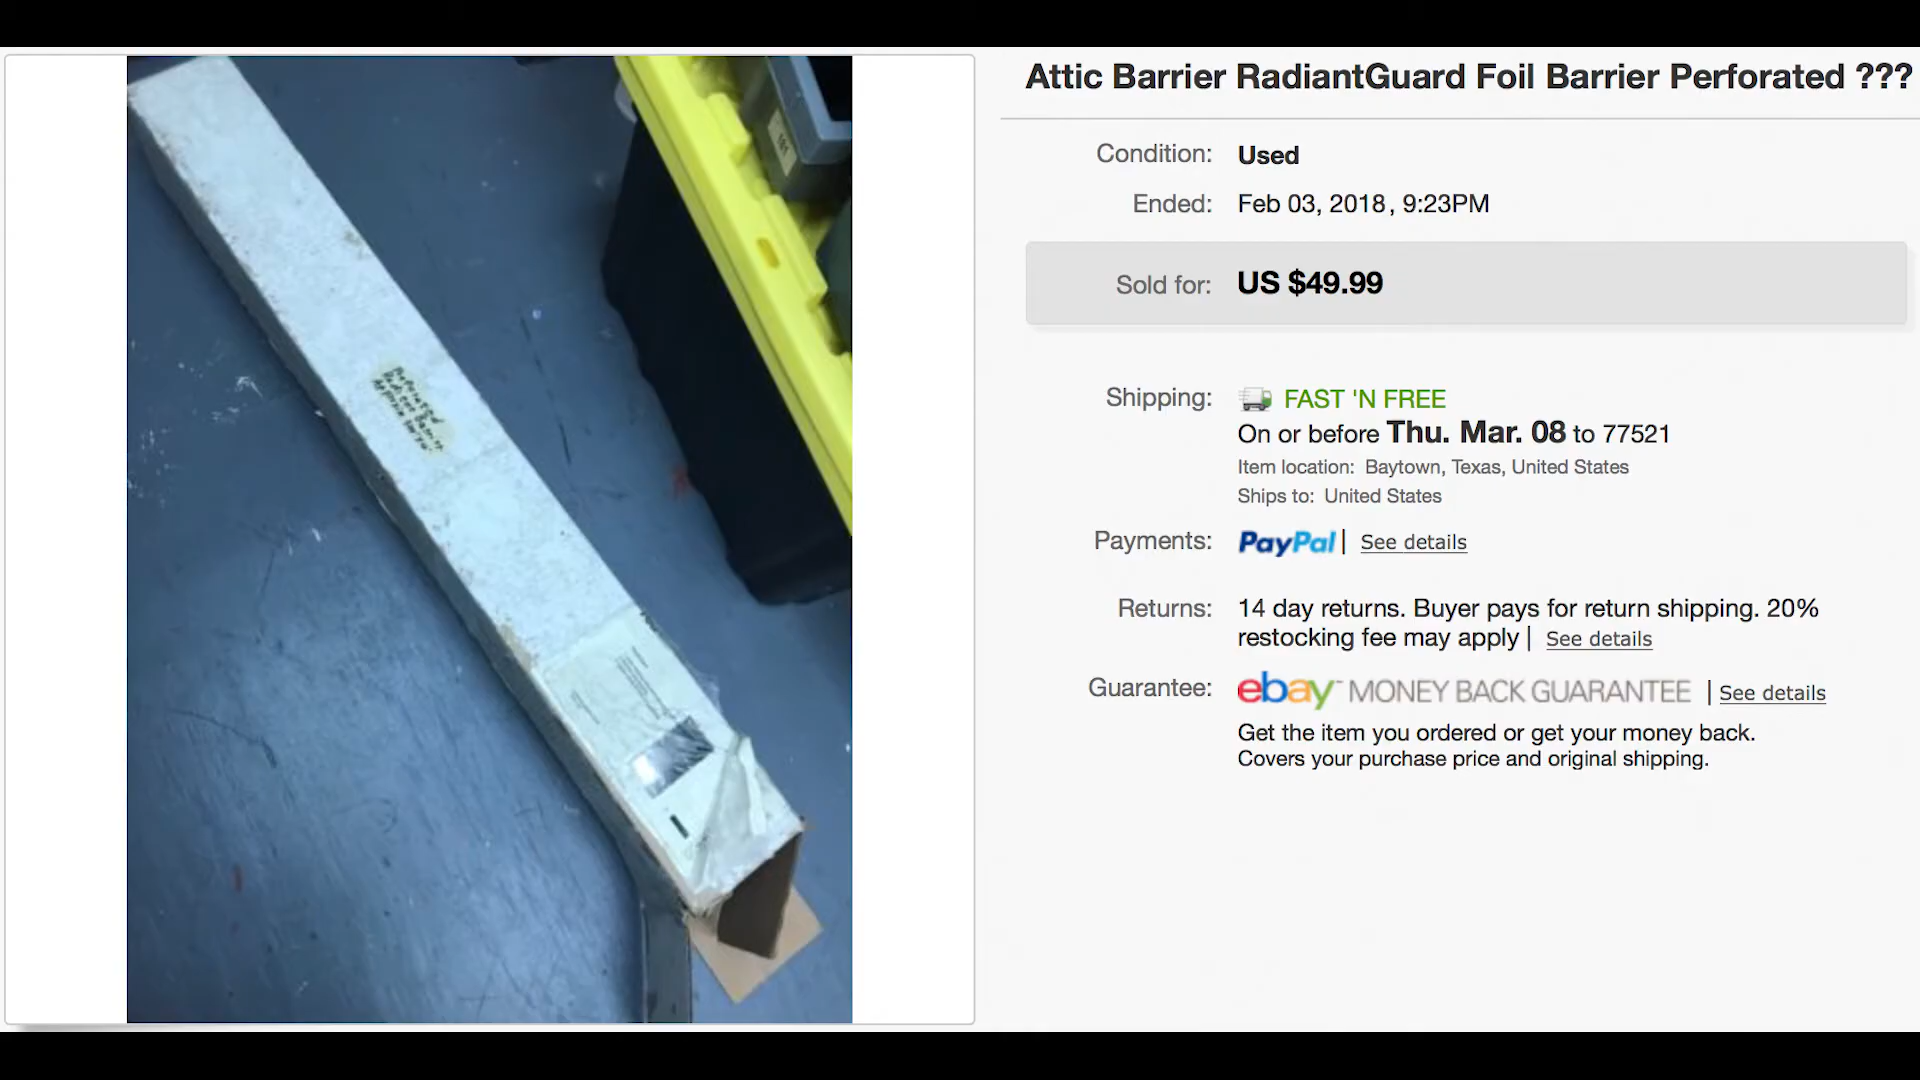 Attic Barrier RadiantGuard Foil Barrier Perforated ???
Condition: Used
Ended: Feb 03, 2018, 9:23PM
Sold for: US $49.99
Shipping: FAST 'N FREE
On or before Thu. Mar. 08 to 77521
Item location: Baytown, Texas, United States
Ships to: United States
Payments: PayPal | See details
Returns: 14 day returns. Buyer pays for return shipping. 20%
restocking fee may apply | See details
Guarantee: ebay™ MONEY BACK GUARANTEE | See details
Get the item you ordered or get your money back.
Covers your purchase price and original shipping.
Perforated